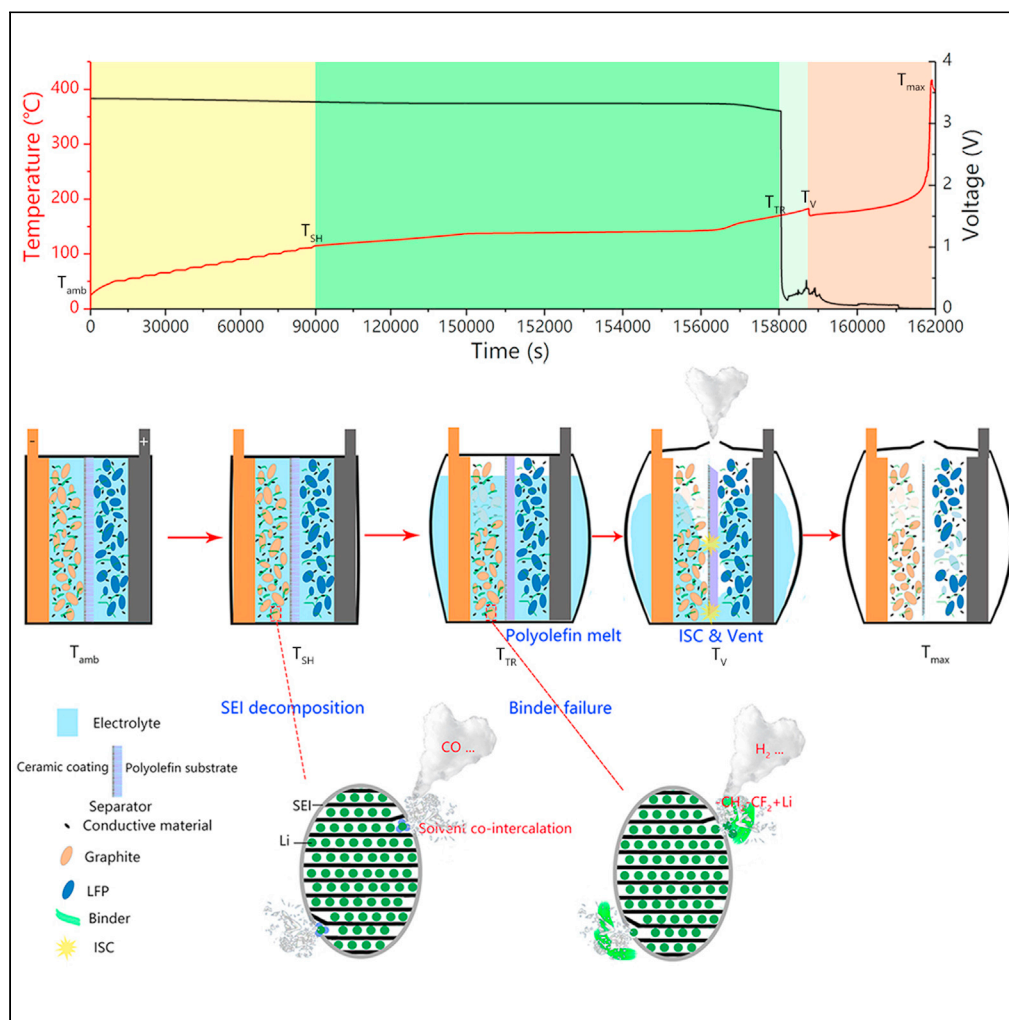 Temperature (℃)
400
300
200
100
0
T_amb
T_SH
T_TR
T_V
T_max
4
3
2
1
0
Voltage (V)
0 30000 60000 90000 120000 150000 152000 154000 156000 158000 160000 162000
Time (s)
- +
Polyolefin melt
ISC & Vent
T_amb T_SH T_TR T_V T_max
SEI decomposition
Binder failure
Electrolyte
Ceramic coating Polyolefin substrate
Separator
Conductive material
Graphite
LFP
Binder
ISC
CO ...
SEI
Solvent co-intercalation
Li
H₂ ...
-CH₂-CF₂+Li